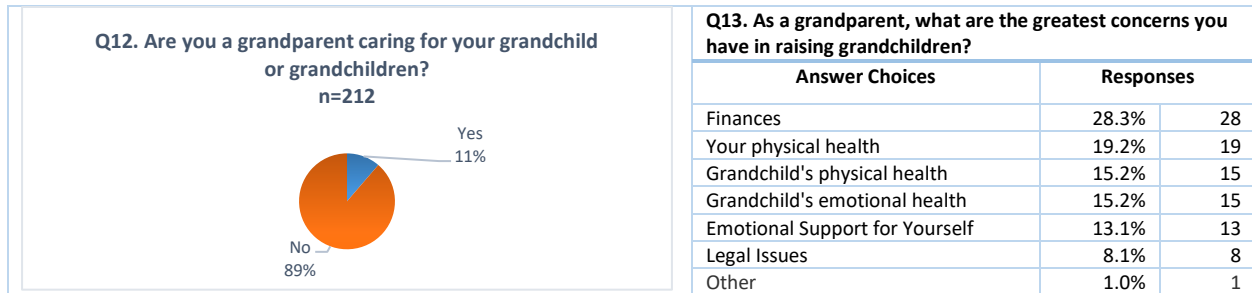 Q12. Are you a grandparent caring for your grandchild
or grandchildren?
n=212
Yes
11%
No
89%
Q13. As a grandparent, what are the greatest concerns you
have in raising grandchildren?
Answer Choices Responses
Finances 28.3% 28
Your physical health 19.2% 19
Grandchild's physical health 15.2% 15
Grandchild's emotional health 15.2% 15
Emotional Support for Yourself 13.1% 13
Legal Issues 8.1% 8
Other 1.0% 1